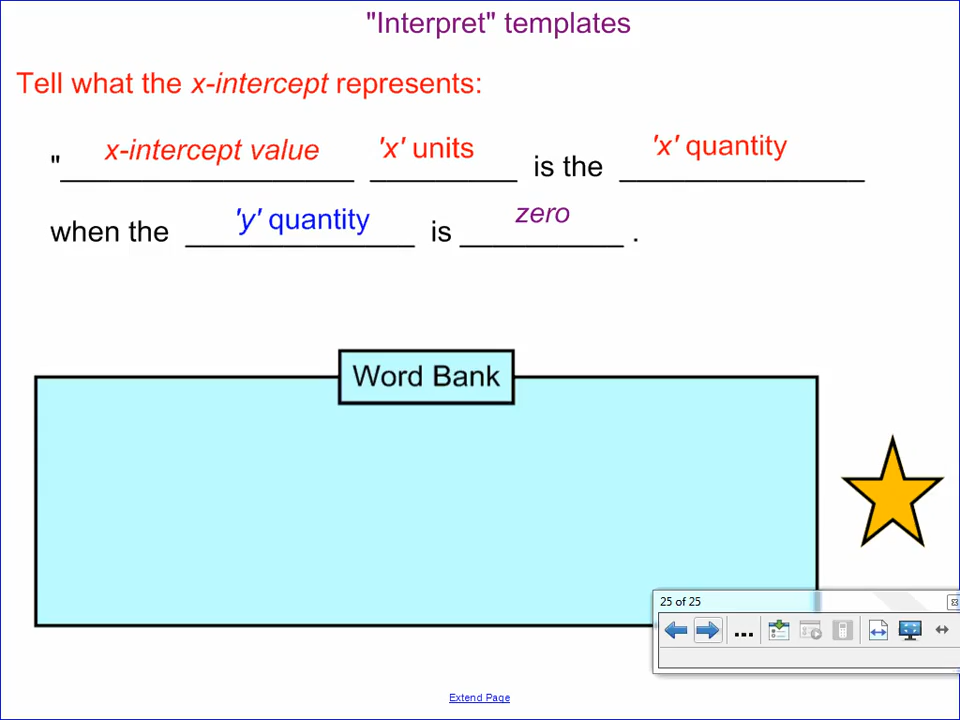 "Interpret" templates
Tell what the x-intercept represents:
"x-intercept value 'x' units is the 'x' quantity
when the 'y' quantity is zero.
Word Bank
25 of 25
Extend Page